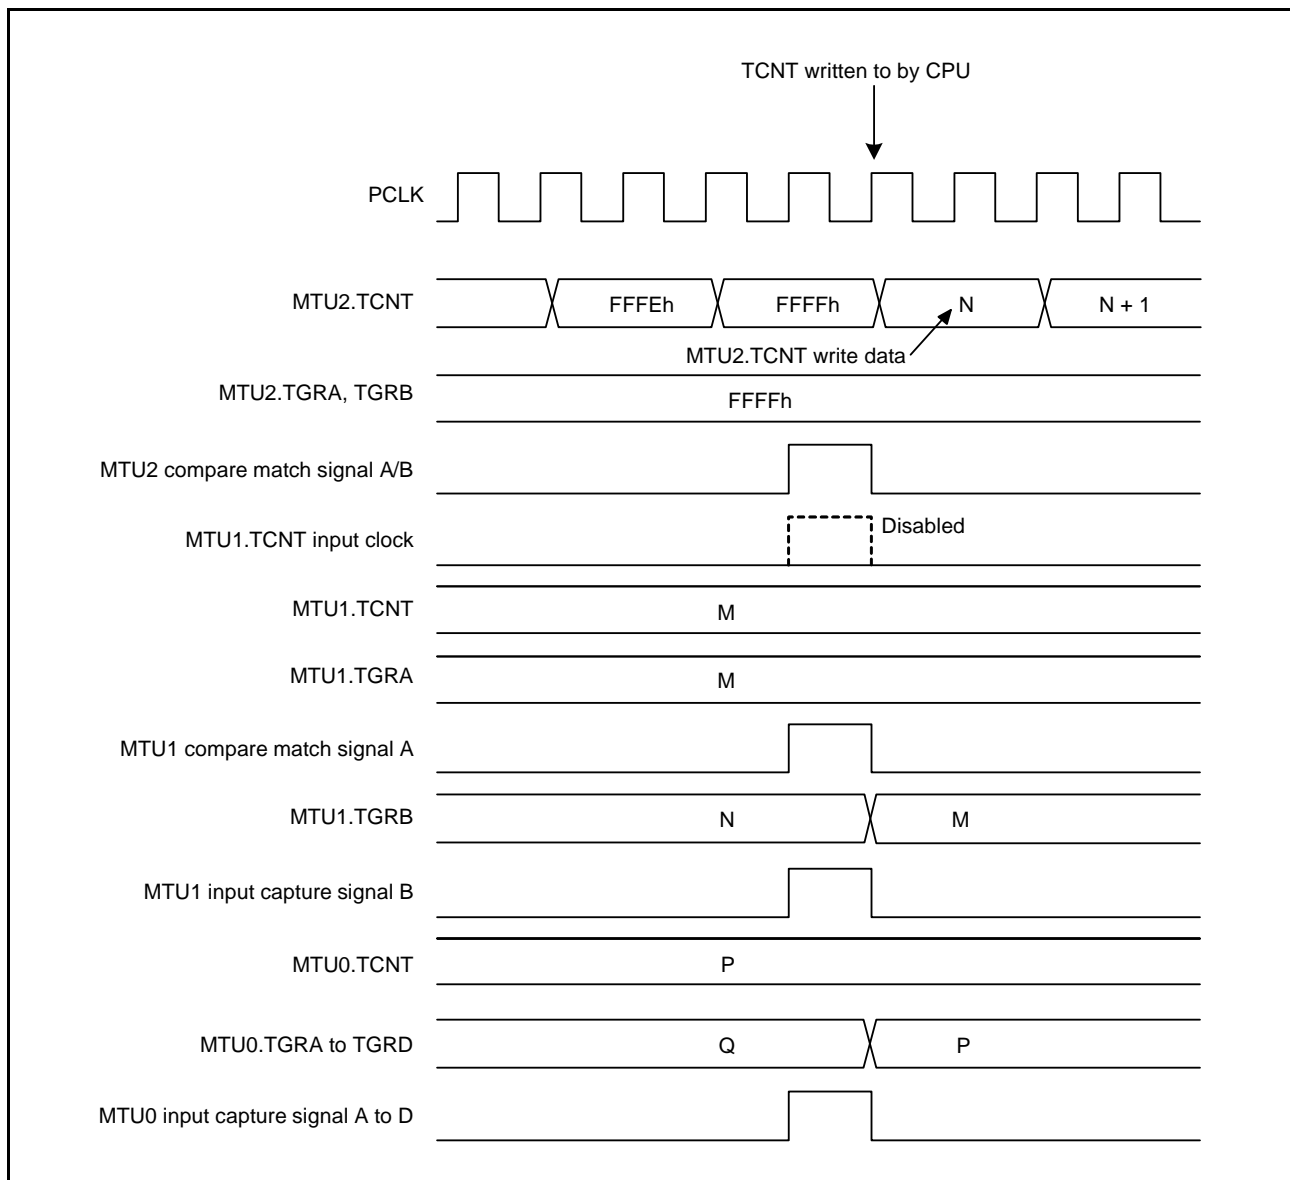 TCNT written to by CPU
PCLK
MTU2.TCNT
FFFEh
FFFFh
N
N + 1
MTU2.TCNT write data
MTU2.TGRA, TGRB
FFFFh
MTU2 compare match signal A/B
MTU1.TCNT input clock
Disabled
MTU1.TCNT
M
MTU1.TGRA
M
MTU1 compare match signal A
MTU1.TGRB
N
M
MTU1 input capture signal B
MTU0.TCNT
P
MTU0.TGRA to TGRD
Q
P
MTU0 input capture signal A to D